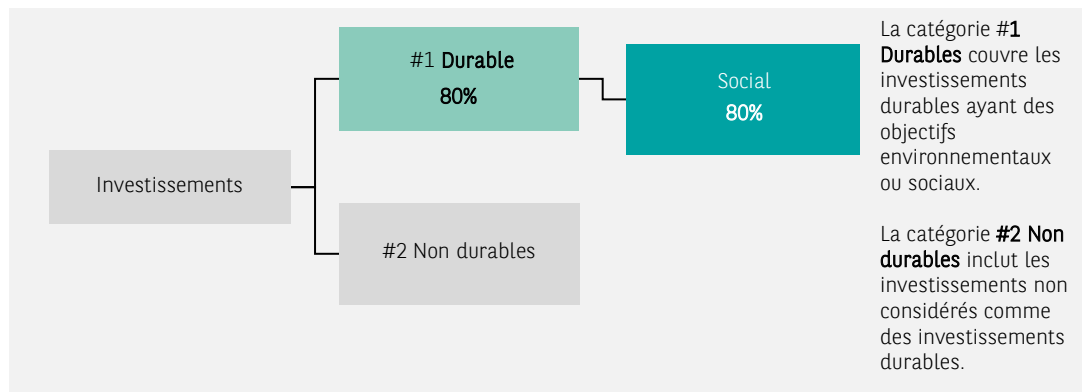 #1 Durable
80%
Social
80%
Investissements
#2 Non durables
La catégorie #1
Durables couvre les
investissements
durables ayant des
objectifs
environnementaux
ou sociaux.
La catégorie #2 Non
durables inclut les
investissements non
considérés comme
des investissements
durables.